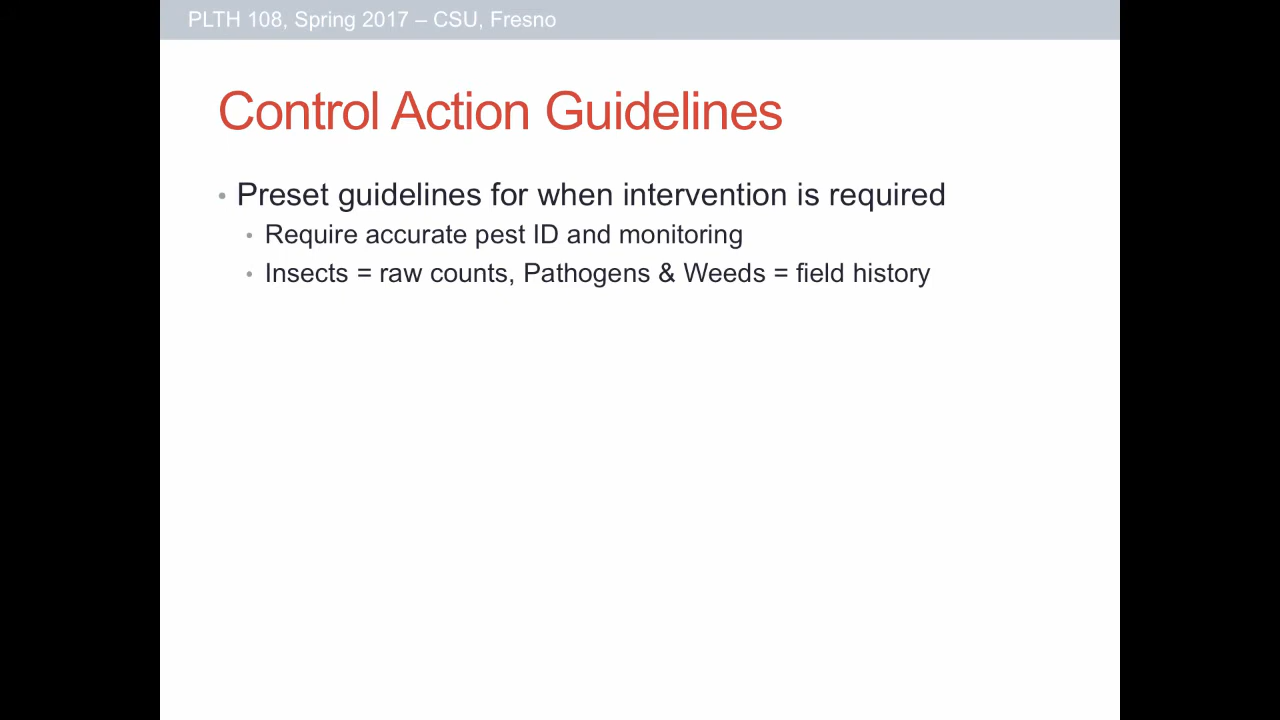 PLTH 108, Spring 2017 – CSU, Fresno
Control Action Guidelines
• Preset guidelines for when intervention is required
• Require accurate pest ID and monitoring
• Insects = raw counts, Pathogens & Weeds = field history